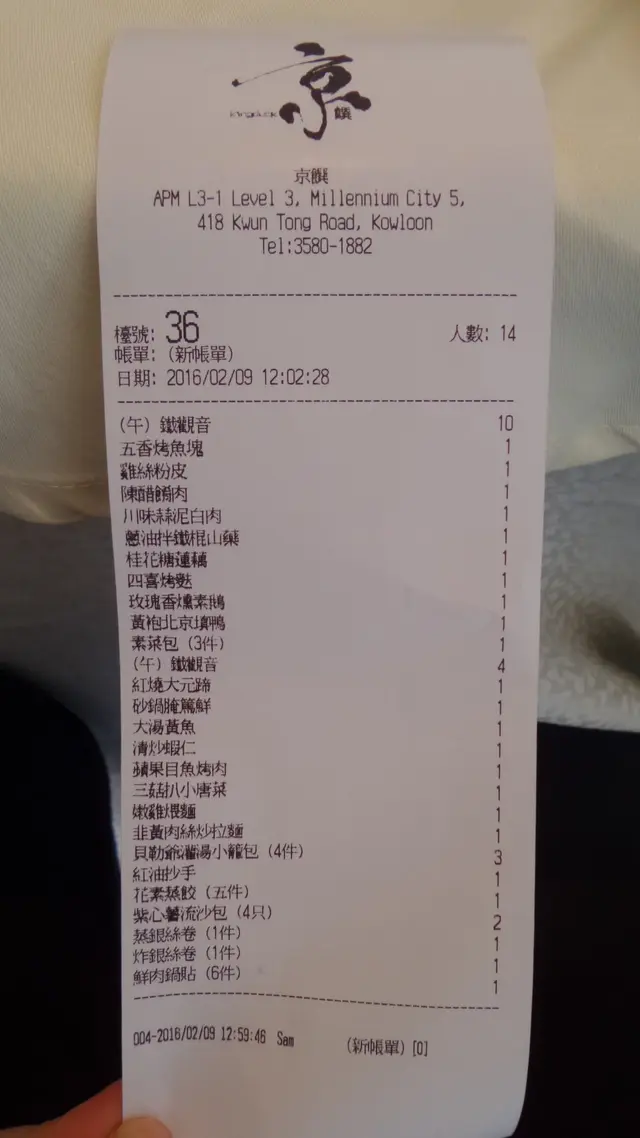 京
饌
京饌
APM L3-1 Level 3, Millennium City 5,
418 Kwun Tong Road, Kowloon
Tel:3580-1882
檯號: 36 人數: 14
帳單: (新帳單)
日期: 2016/02/09 12:02:28
(午) 鐵觀音 10
五香烤魚塊 1
雞絲粉皮 1
陳醋餚肉 1
川味蒜泥白肉 1
蔥油拌鐵棍山藥 1
桂花糖蓮藕 1
四喜烤麩 1
玫瑰香燻素鵝 1
黃袍北京填鴨 1
素菜包 (3件) 1
(午) 鐵觀音 4
紅燒大元蹄 1
砂鍋腌篤鮮 1
大湯黃魚 1
清炒蝦仁 1
蘋果目魚烤肉 1
三菇扒小唐菜 1
嫩雞煨麵 1
韭黃肉絲炒拉麵 1
貝勒爺灌湯小籠包 (4件) 3
紅油抄手 1
花素蒸餃 (五件) 1
紫心薯流沙包 (4只) 2
蒸銀絲卷 (1件) 1
炸銀絲卷 (1件) 1
鮮肉鍋貼 (6件) 1
004-2016/02/09 12:59:46 Sam (新帳單) [0]